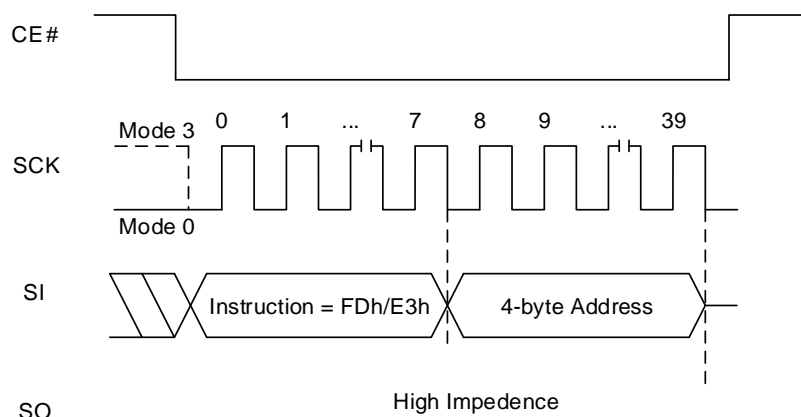 CE#
0 1 ... 7 8 9 ... 39
Mode 3
SCK
Mode 0
SI
Instruction = FDh/E3h
4-byte Address
High Impedence
SO